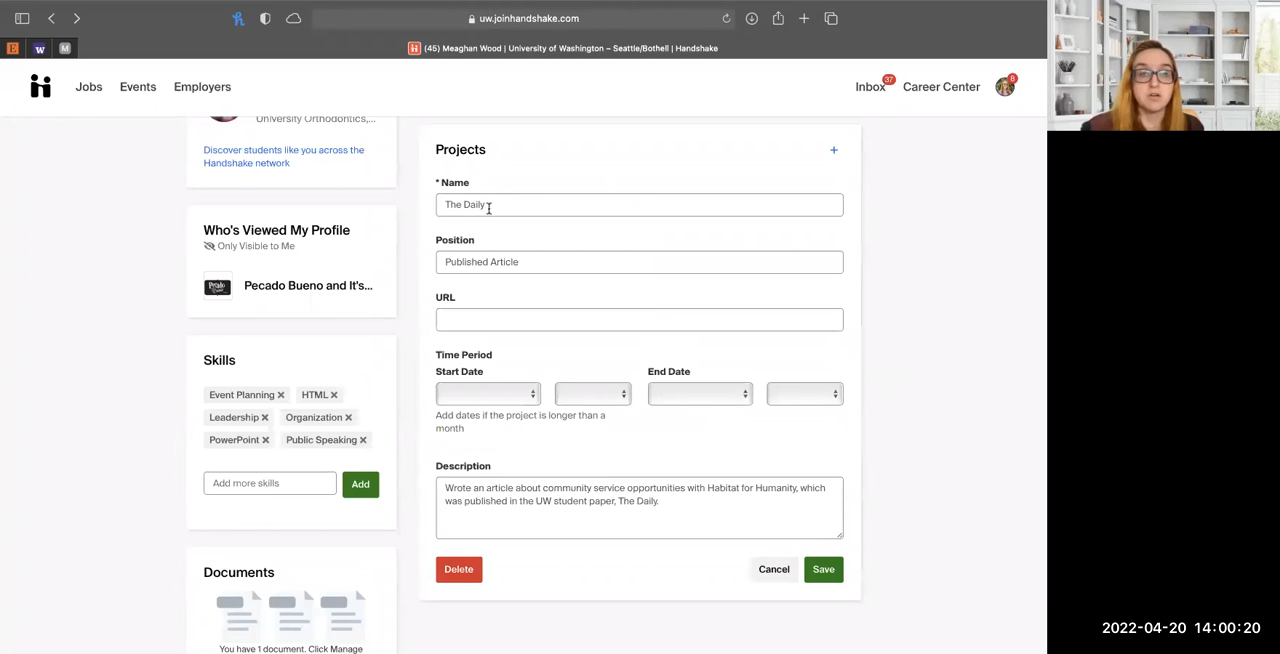 uw.joinhandshake.com
E
W
M
(45) Meaghan Wood | University of Washington – Seattle/Bothell | Handshake
Jobs
Events
Employers
Inbox
37
Career Center
8
University Orthodontics,...
Discover students like you across the
Handshake network
Who's Viewed My Profile
Only Visible to Me
Pecado Bueno and It's...
Skills
Event Planning
HTML
Leadership
Organization
PowerPoint
Public Speaking
Add more skills
Add
Documents
You have 1 document. Click Manage
Projects
+
* Name
The Daily
Position
Published Article
URL
Time Period
Start Date
End Date
Add dates if the project is longer than a
month
Description
Wrote an article about community service opportunities with Habitat for Humanity, which
was published in the UW student paper, The Daily.
Delete
Cancel
Save
2022-04-20 14:00:20